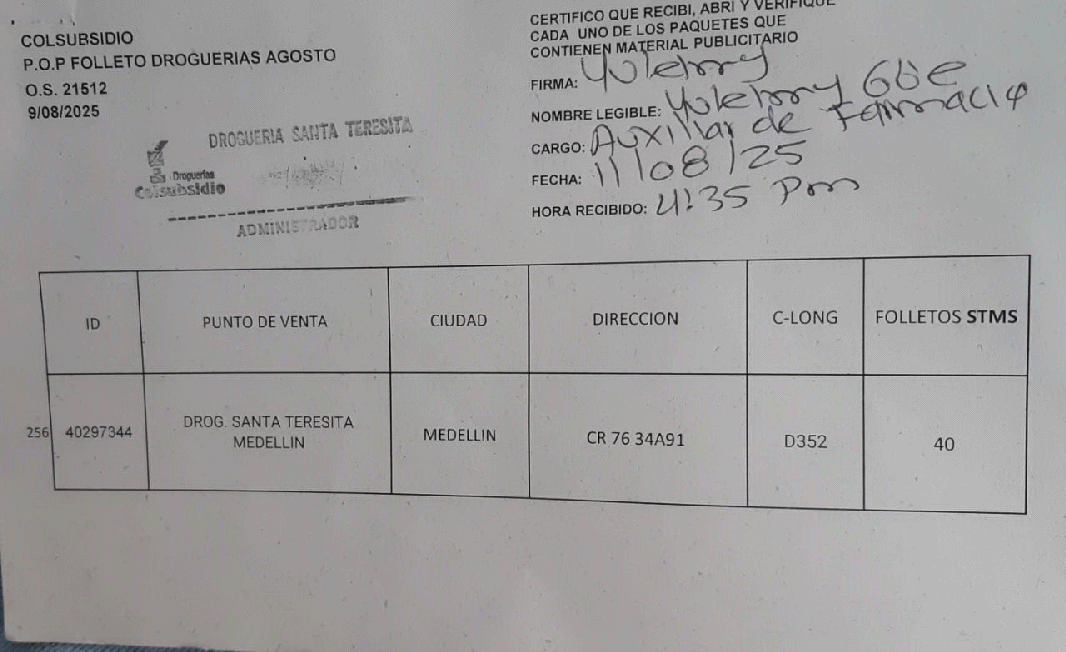 COLSUBSIDIO
P.O.P FOLLETO DROGUERIAS AGOSTO
O.S. 21512
9/08/2025
DROGUERIA SANTA TERESITA
Droguerías
Colsubsidio
ADMINISTRADOR
CERTIFICO QUE RECIBI, ABRI Y VERIFIQUE
CADA UNO DE LOS PAQUETES QUE
CONTIENEN MATERIAL PUBLICITARIO
FIRMA:
NOMBRE LEGIBLE:
CARGO: Auxiliar de Farmacia
FECHA: 11/08/25
HORA RECIBIDO: 4:35 Pm
ID PUNTO DE VENTA CIUDAD DIRECCION C-LONG FOLLETOS STMS
256 40297344 DROG. SANTA TERESITA MEDELLIN MEDELLIN CR 76 34A91 D352 40